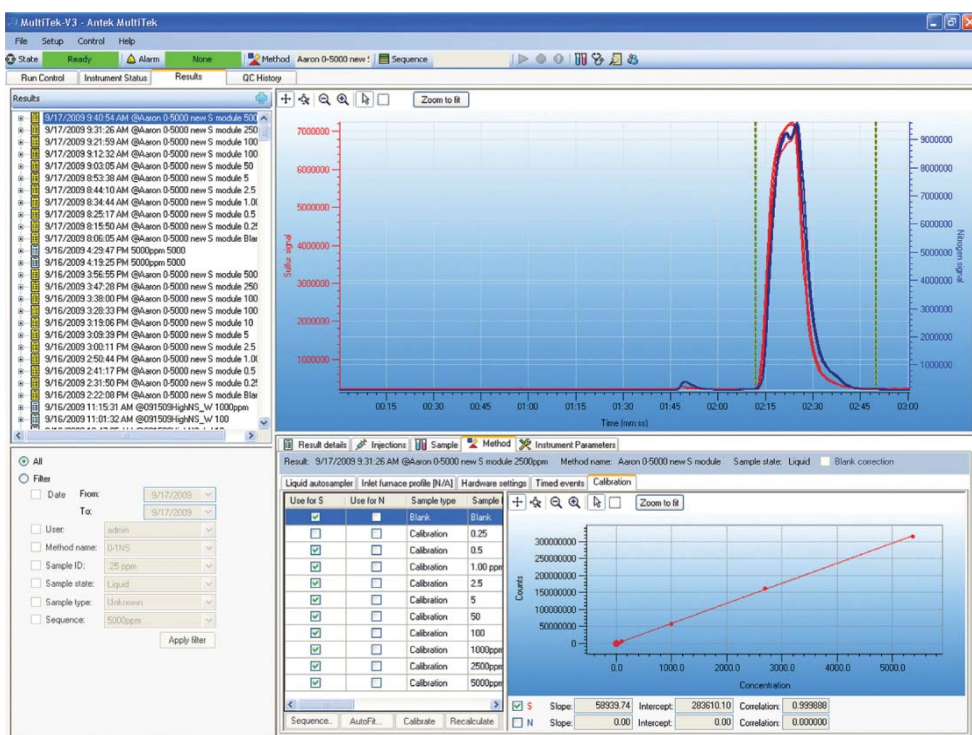 MultiTek-V3 - Antek MultiTek
File Setup Control Help
State Ready Alarm None Method Aaron 0-5000 new S Sequence
Run Control Instrument Status Results QC History
Results
9/17/2009 9:40:54 AM @Aaron 0-5000 new S module 500
9/17/2009 9:31:26 AM @Aaron 0-5000 new S module 250
9/17/2009 9:21:59 AM @Aaron 0-5000 new S module 100
9/17/2009 9:12:32 AM @Aaron 0-5000 new S module 100
9/17/2009 9:03:05 AM @Aaron 0-5000 new S module 50
9/17/2009 8:53:38 AM @Aaron 0-5000 new S module 5
9/17/2009 8:44:10 AM @Aaron 0-5000 new S module 2.5
9/17/2009 8:34:44 AM @Aaron 0-5000 new S module 1.00
9/17/2009 8:25:17 AM @Aaron 0-5000 new S module 0.5
9/17/2009 8:15:50 AM @Aaron 0-5000 new S module 0.25
9/17/2009 8:06:05 AM @Aaron 0-5000 new S module Blar
9/16/2009 4:29:47 PM 5000ppm 5000
9/16/2009 4:19:25 PM 5000ppm 5000
9/16/2009 3:56:55 PM @Aaron 0-5000 new S module 500
9/16/2009 3:47:28 PM @Aaron 0-5000 new S module 250
9/16/2009 3:38:00 PM @Aaron 0-5000 new S module 100
9/16/2009 3:28:33 PM @Aaron 0-5000 new S module 100
9/16/2009 3:19:06 PM @Aaron 0-5000 new S module 10
9/16/2009 3:09:39 PM @Aaron 0-5000 new S module 5
9/16/2009 3:00:11 PM @Aaron 0-5000 new S module 2.5
9/16/2009 2:50:44 PM @Aaron 0-5000 new S module 1.00
9/16/2009 2:41:17 PM @Aaron 0-5000 new S module 0.5
9/16/2009 2:31:50 PM @Aaron 0-5000 new S module 0.25
9/16/2009 2:22:08 PM @Aaron 0-5000 new S module Blar
9/16/2009 11:15:31 AM @091509HighNS_W 1000ppm
9/16/2009 11:01:32 AM @091509HighNS_W 100
All
Filter
Date From: 9/17/2009
To: 9/17/2009
User: admin
Method name: 0-1NS
Sample ID: .25 ppm
Sample state: Liquid
Sample type: Unknown
Sequence: 5000ppm
Apply filter
Zoom to fit
7000000
6000000
5000000
4000000
3000000
2000000
1000000
Sulfur signal
9000000
8000000
7000000
6000000
5000000
4000000
3000000
2000000
1000000
Nitrogen signal
00:15 00:30 00:45 01:00 01:15 01:30 01:45 02:00 02:15 02:30 02:45 03:00
Time (mm:ss)
Result details Injections Sample Method Instrument Parameters
Result: 9/17/2009 9:31:26 AM @Aaron 0-5000 new S module 2500ppm Method name: Aaron 0-5000 new S module Sample state: Liquid Blank correction
Liquid autosampler Inlet furnace profile [N/A] Hardware settings Timed events Calibration
Use for S Use for N Sample type Sample I
Blank Blank
Calibration 0.25
Calibration 0.5
Calibration 1.00 ppm
Calibration 2.5
Calibration 5
Calibration 50
Calibration 100
Calibration 1000ppm
Calibration 2500ppm
Calibration 5000ppm
Sequence.. AutoFit... Calibrate Recalculate
Zoom to fit
300000000
250000000
200000000
150000000
100000000
50000000
0
Counts
0.0 1000.0 2000.0 3000.0 4000.0 5000.0
Concentration
S Slope: 58939.74 Intercept: 283610.10 Correlation: 0.999888
N Slope: 0.00 Intercept: 0.00 Correlation: 0.000000